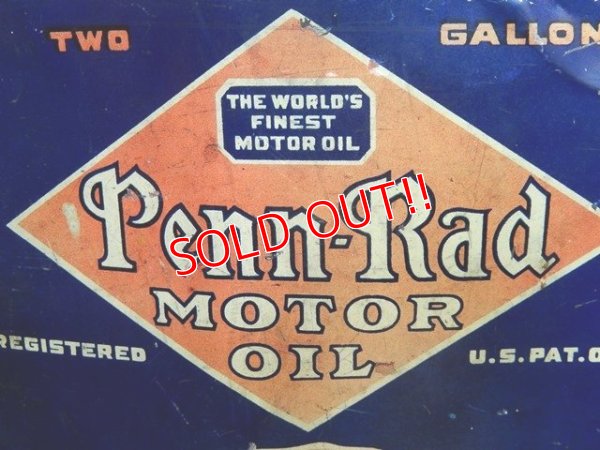 TWO GALLON
THE WORLD'S
FINEST
MOTOR OIL
Penn-Rad
SOLD OUT!!
MOTOR
OIL
REGISTERED U.S. PAT. O